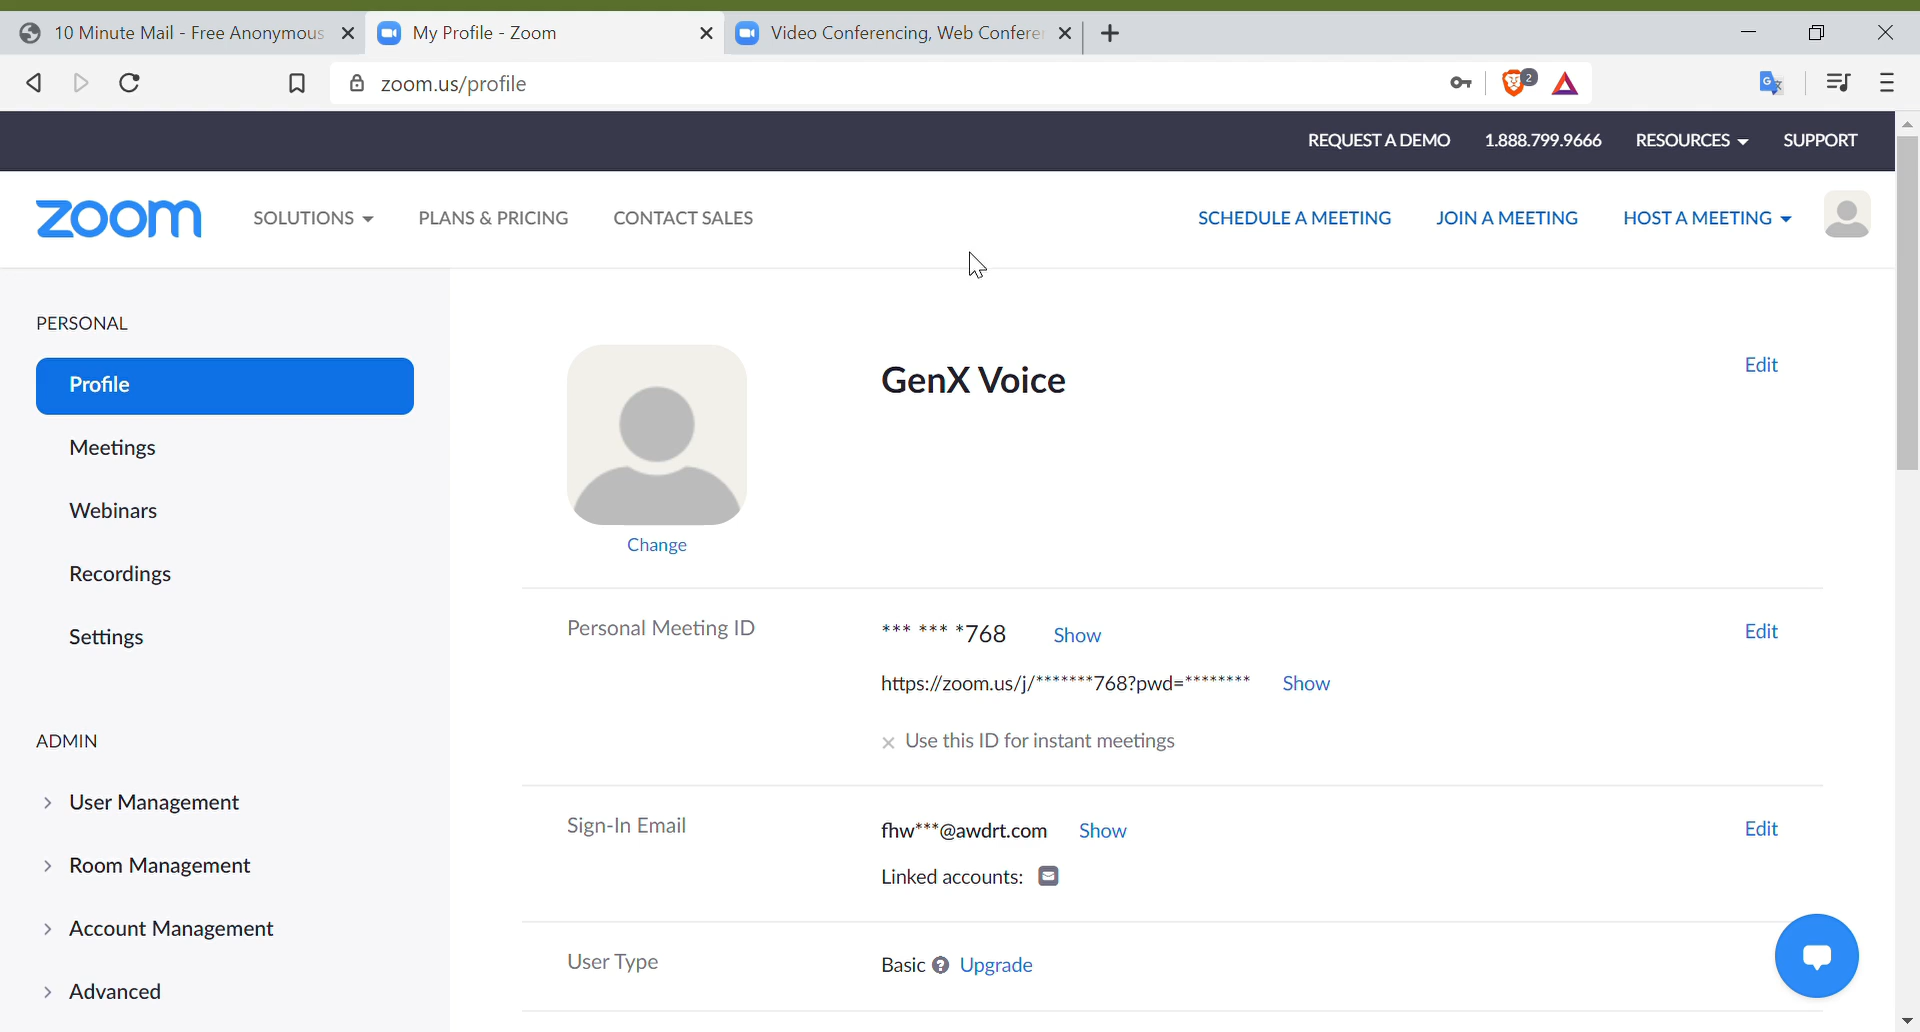 10 Minute Mail - Free Anonymous
My Profile - Zoom
Video Conferencing, Web Confere
zoom.us/profile
2
REQUEST A DEMO
1.888.799.9666
RESOURCES
SUPPORT
zoom
SOLUTIONS
PLANS & PRICING
CONTACT SALES
SCHEDULE A MEETING
JOIN A MEETING
HOST A MEETING
PERSONAL
Profile
Meetings
Webinars
Recordings
Settings
ADMIN
User Management
Room Management
Account Management
Advanced
Change
GenX Voice
Edit
Personal Meeting ID
*** *** *768 Show
Edit
https://zoom.us/j/*******768?pwd=******** Show
× Use this ID for instant meetings
Sign-In Email
fhw***@awdrt.com Show
Edit
Linked accounts:
User Type
Basic ? Upgrade